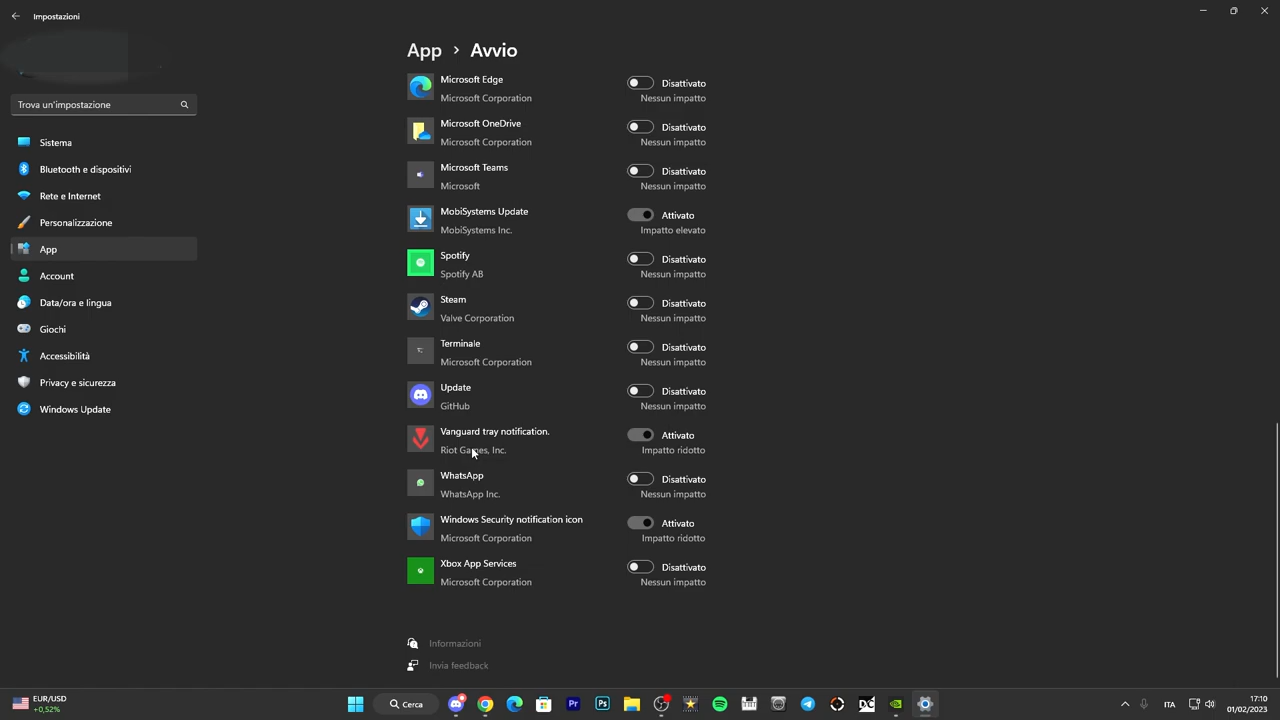 Impostazioni
Trova un'impostazione
Sistema
Bluetooth e dispositivi
Rete e Internet
Personalizzazione
App
Account
Data/ora e lingua
Giochi
Accessibilità
Privacy e sicurezza
Windows Update
App > Avvio
Microsoft Edge
Microsoft Corporation
Disattivato
Nessun impatto
Microsoft OneDrive
Microsoft Corporation
Disattivato
Nessun impatto
Microsoft Teams
Microsoft
Disattivato
Nessun impatto
MobiSystems Update
MobiSystems Inc.
Attivato
Impatto elevato
Spotify
Spotify AB
Disattivato
Nessun impatto
Steam
Valve Corporation
Disattivato
Nessun impatto
Terminale
Microsoft Corporation
Disattivato
Nessun impatto
Update
GitHub
Disattivato
Nessun impatto
Vanguard tray notification.
Riot Games, Inc.
Attivato
Impatto ridotto
WhatsApp
WhatsApp Inc.
Disattivato
Nessun impatto
Windows Security notification icon
Microsoft Corporation
Attivato
Impatto ridotto
Xbox App Services
Microsoft Corporation
Disattivato
Nessun impatto
Informazioni
Invia feedback
EUR/USD
+0,52%
Cerca
Pr
Ps
DC
ITA
17:10
01/02/2023